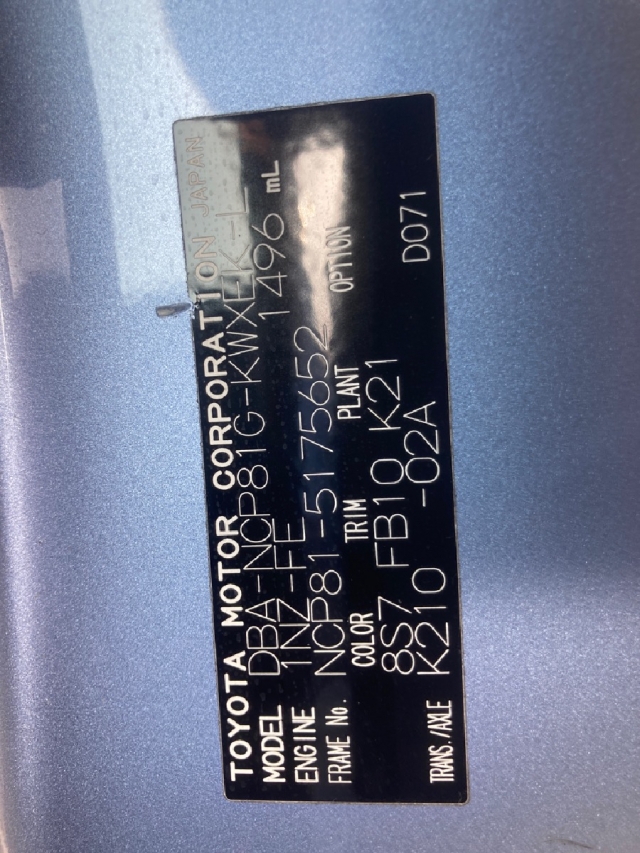 TOYOTA MOTOR CORPORATION JAPAN
MODEL DBA-NCP81G-KWXEK-L
ENGINE 1NZ-FE 1496 mL
FRAME No. NCP81-5175652
COLOR TRIM PLANT OPTION
8S7 FB10 K21 D071
TRANS./AXLE K210 -02A